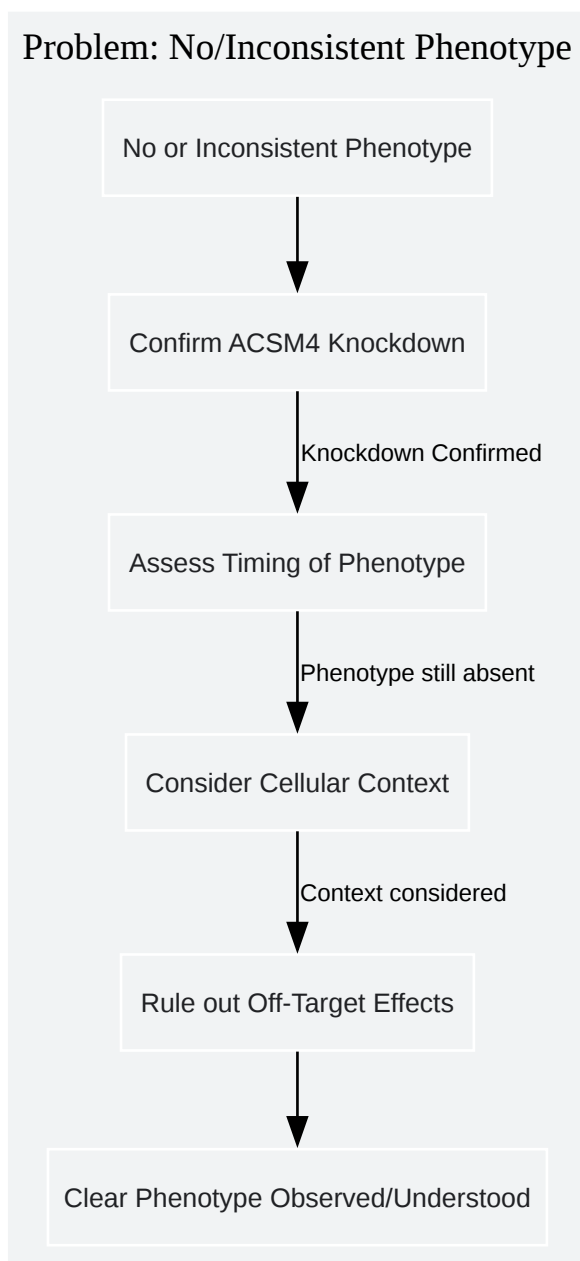 Problem: No/Inconsistent Phenotype
No or Inconsistent Phenotype
Confirm ACSM4 Knockdown
Knockdown Confirmed
Assess Timing of Phenotype
Phenotype still absent
Consider Cellular Context
Context considered
Rule out Off-Target Effects
Clear Phenotype Observed/Understood